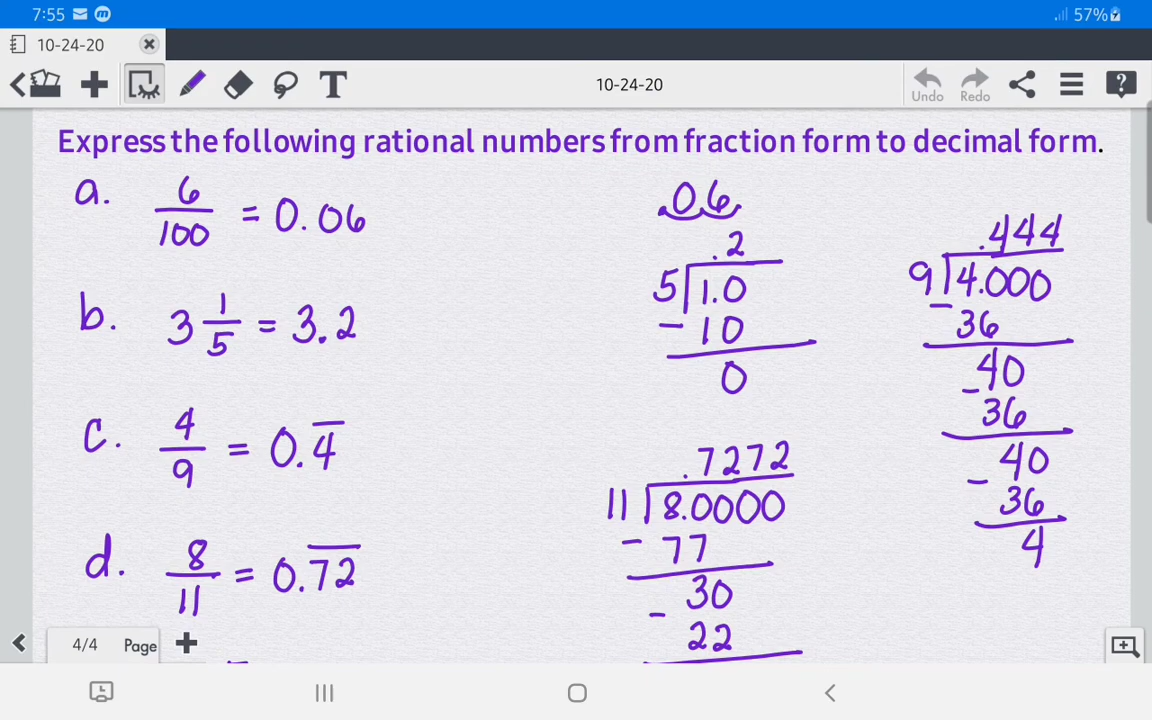 7:55
57%
10-24-20
10-24-20
Undo
Redo
Express the following rational numbers from fraction form to decimal form.
a. 6/100 = 0.06
b. 3 1/5 = 3.2
c. 4/9 = 0.4̅
d. 8/11 = 0.7̅2̅
.06.
.2
5 1.0
- 10
0
.7272
11 8.0000
- 77
30
- 22
.444
9 4.000
- 36
40
- 36
40
- 36
4
4/4 Page